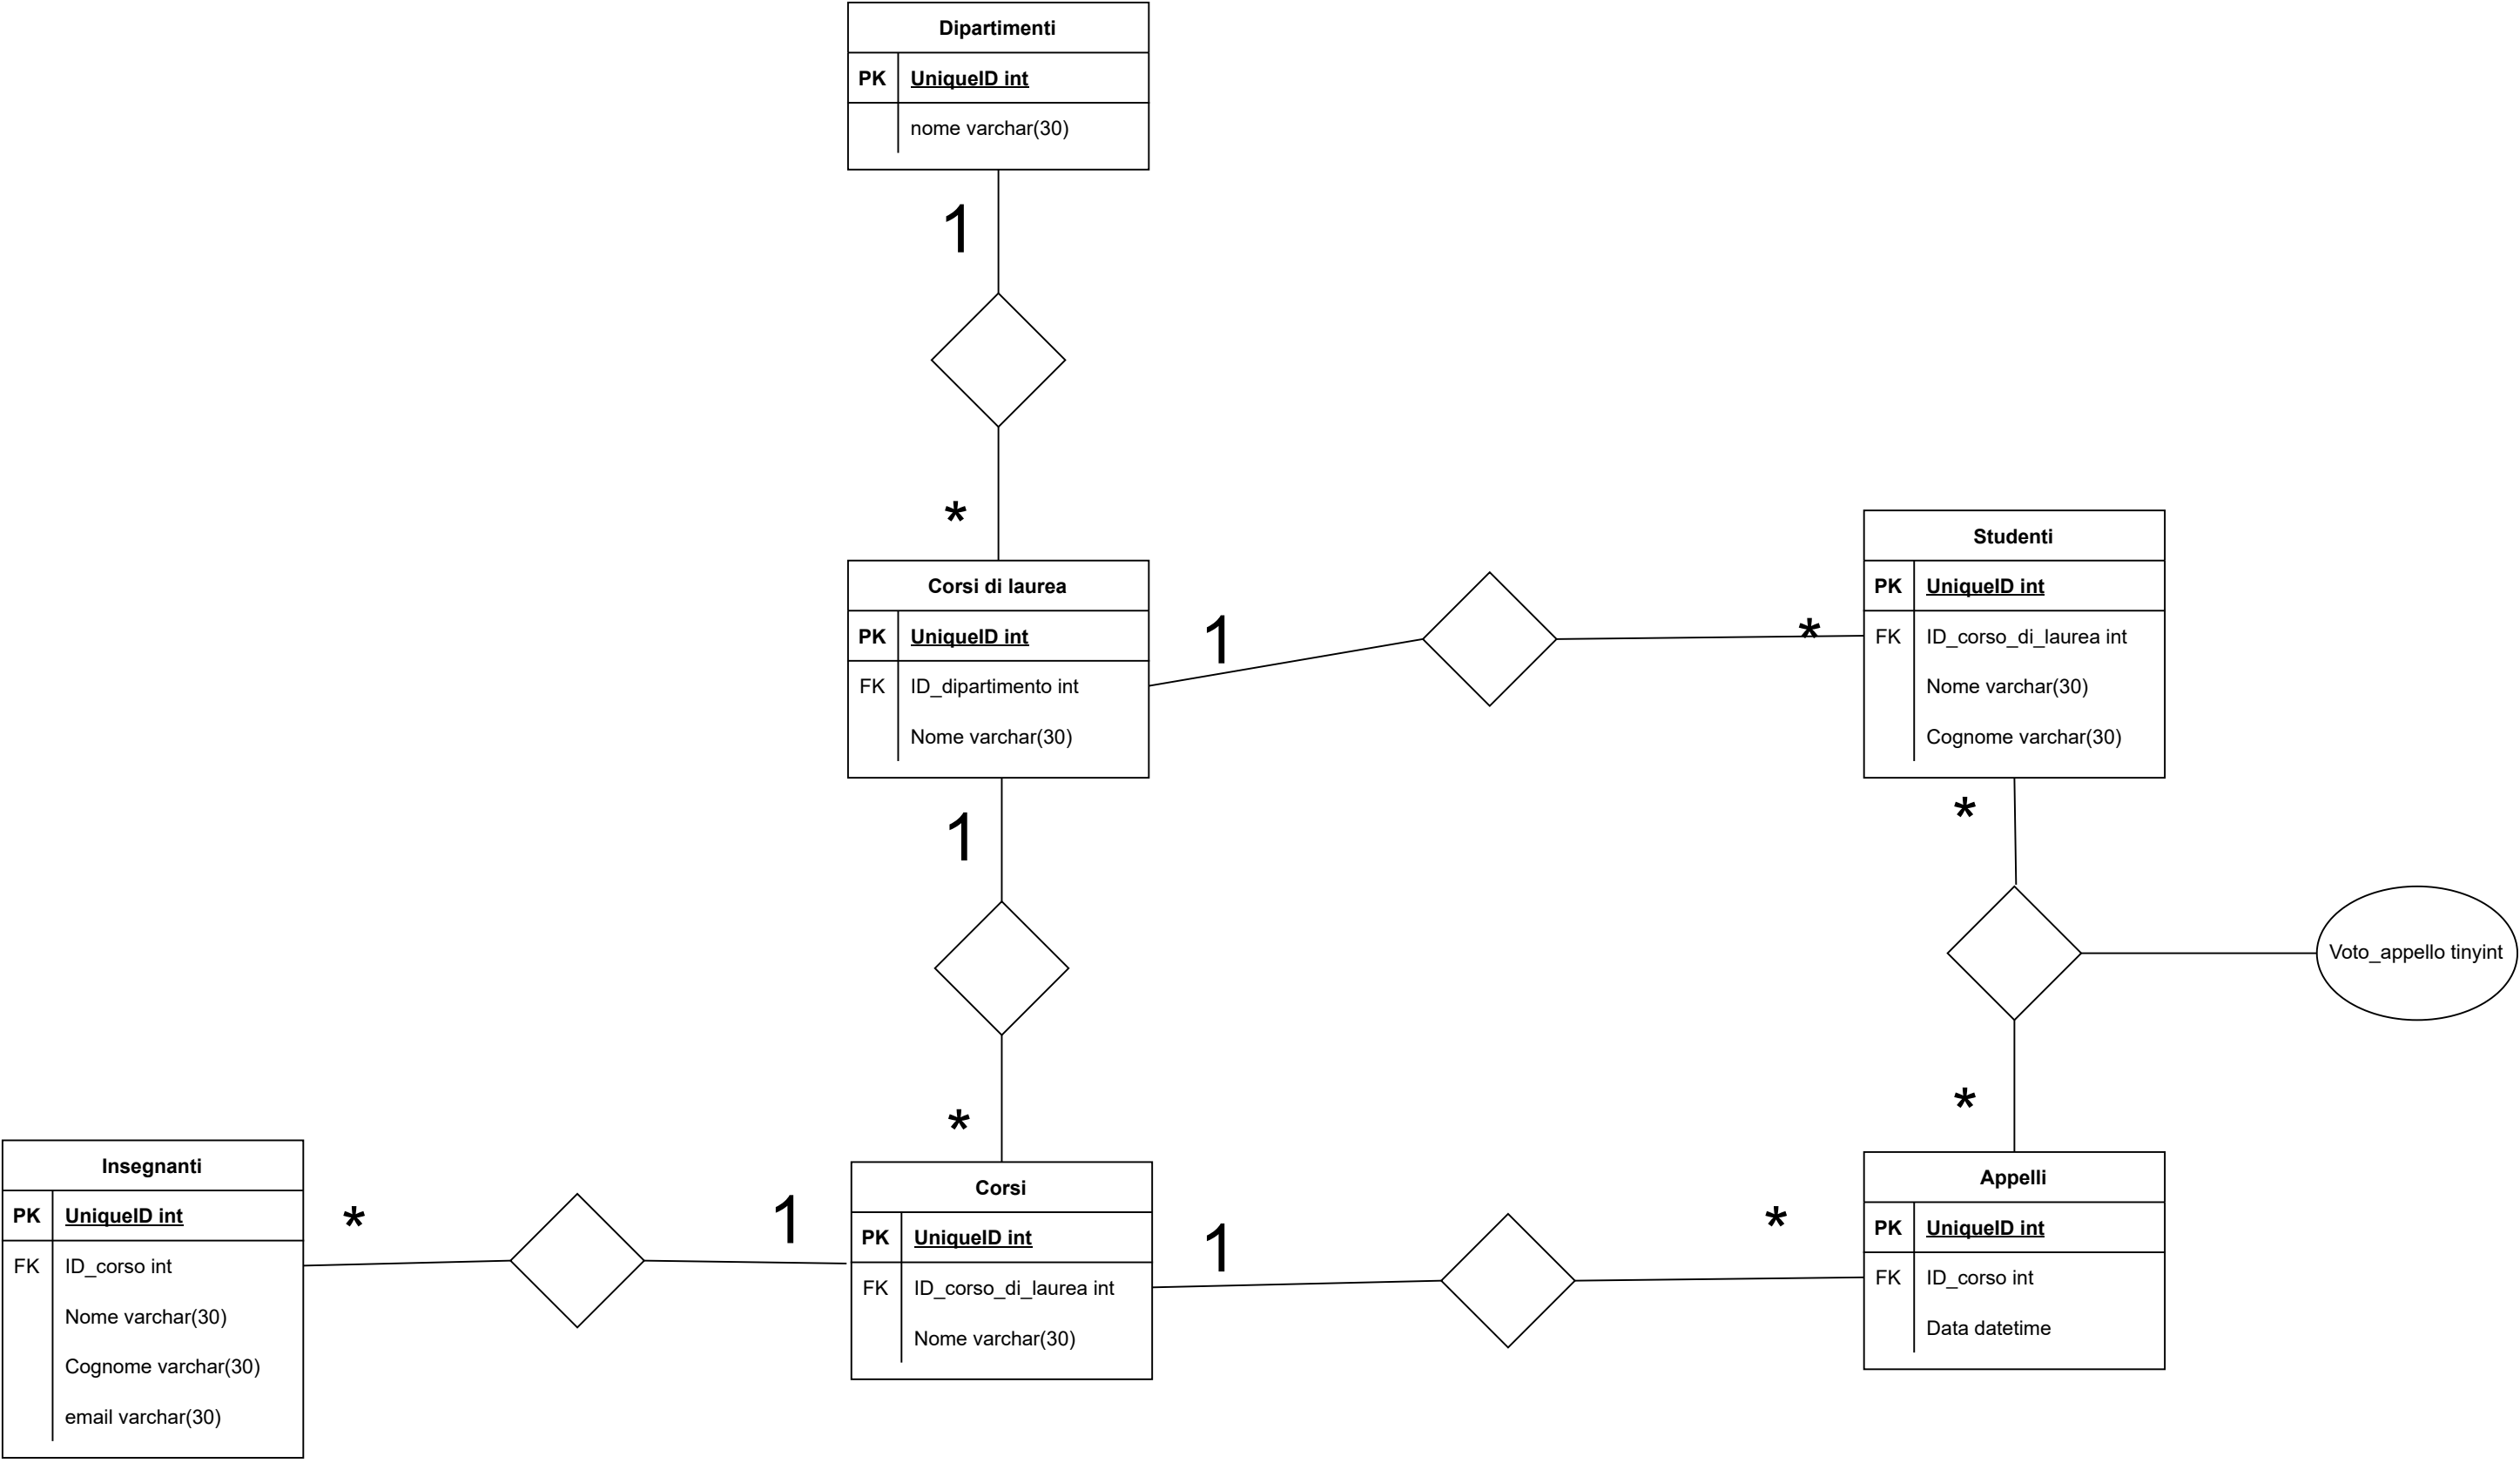 Dipartimenti
PK UniqueID int
nome varchar(30)
1
*
Corsi di laurea
PK UniqueID int
FK ID_dipartimento int
Nome varchar(30)
1
*
Studenti
PK UniqueID int
FK ID_corso_di_laurea int
Nome varchar(30)
Cognome varchar(30)
1
*
*
Voto_appello tinyint
*
Insegnanti
PK UniqueID int
FK ID_corso int
Nome varchar(30)
Cognome varchar(30)
email varchar(30)
*
1
Corsi
PK UniqueID int
FK ID_corso_di_laurea int
Nome varchar(30)
1
*
Appelli
PK UniqueID int
FK ID_corso int
Data datetime